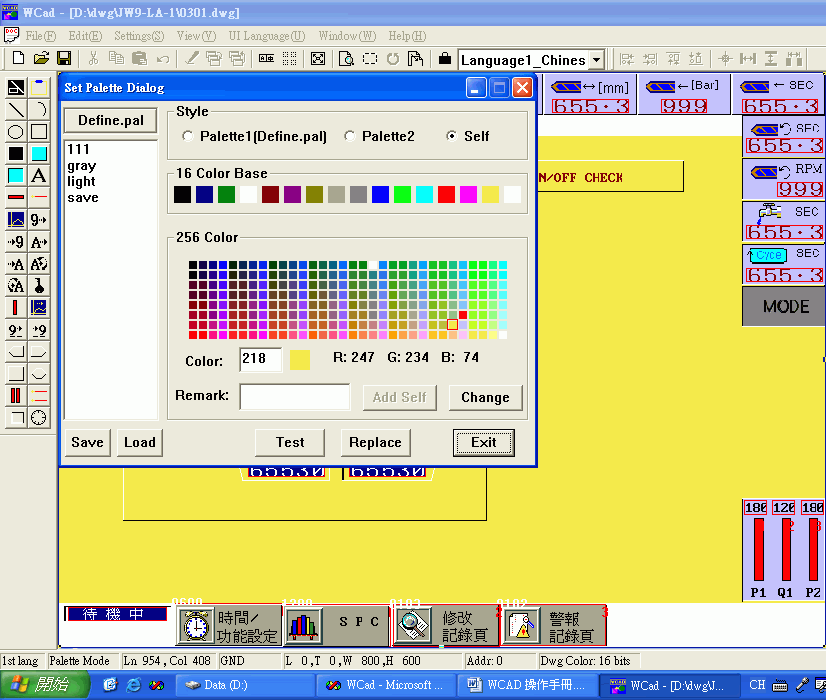 WCad - [D:\dwg\JW9-LA-1\0301.dwg]
File(F) Edit(E) Settings(S) View(V) UI Language(U) Window(W) Help(H)
Language1_Chines
Set Palette Dialog
Define.pal
111
gray
light
save
Style
Palette1(Define.pal) Palette2 Self
16 Color Base
256 Color
Color: 218 R: 247 G: 234 B: 74
Remark: Add Self Change
Save Load Test Replace Exit
[mm] [Bar] SEC
655.3 999 655.3
SEC
655.3
RPM
999
SEC
655.3
Cyce SEC
655.3
MODE
N/OFF CHECK
65530 65530
180 120 180
P1 Q1 P2
待機中
0600 1200 0103 0102
時間/
功能設定
S P C
修改
記錄頁
警報
記錄頁
1st lang Palette Mode Ln 954, Col 408 GND L 0,T 0,W 800,H 600 Addr: 0 Dwg Color: 16 bits
開始 Data (D:) WCad - Microsoft ... WCAD 操作手冊.... WCad - [D:\dwg\J... CH